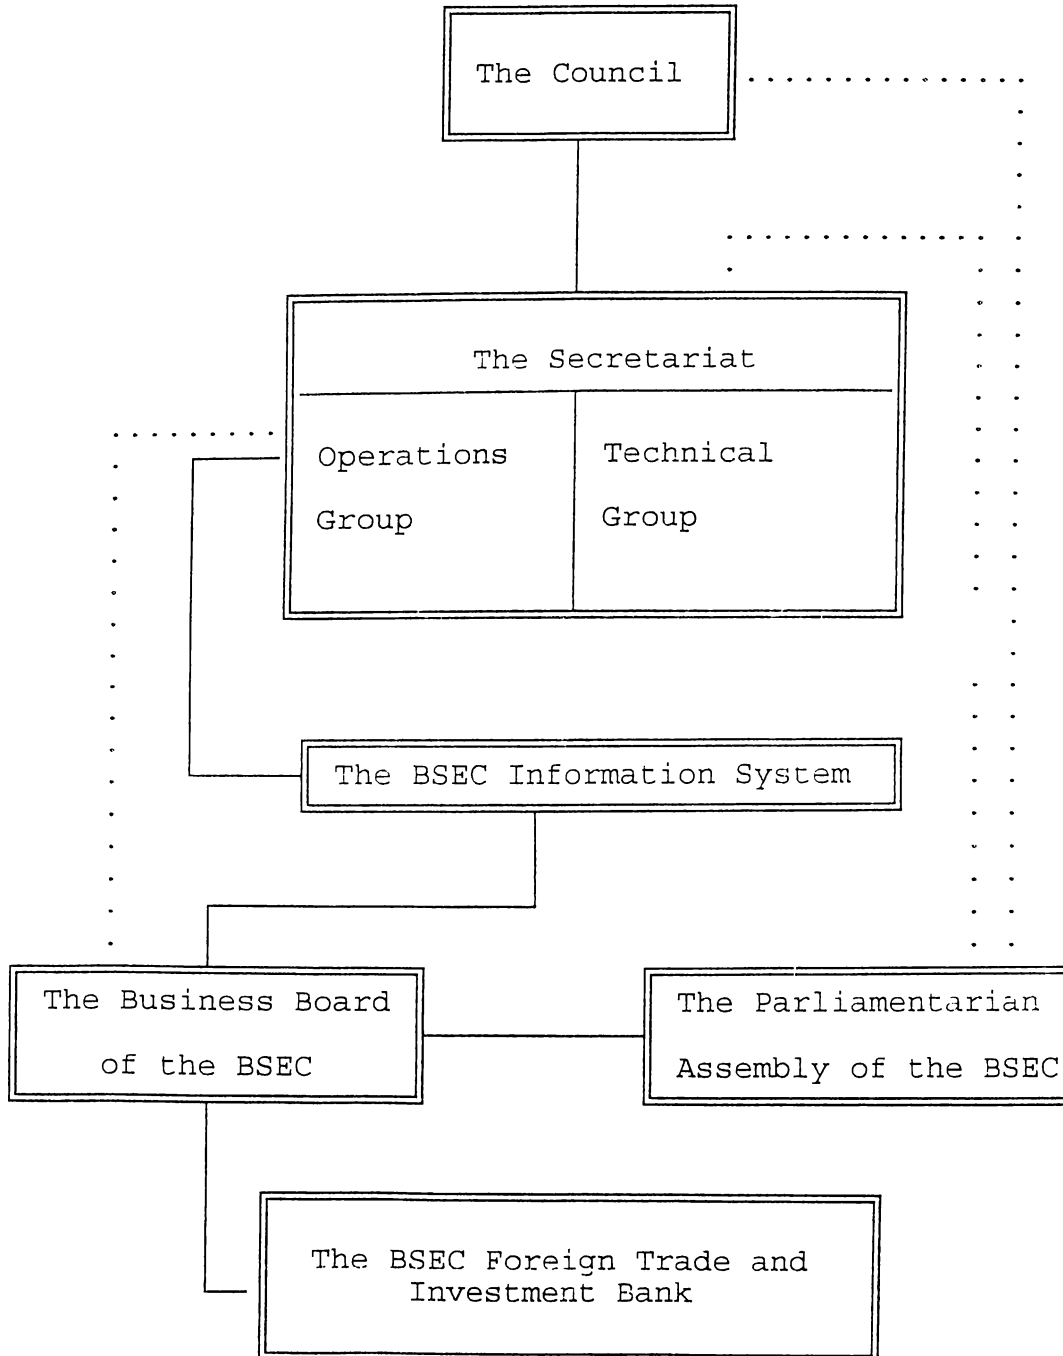 The Council
The Secretariat
Operations
Group
Technical
Group
The BSEC Information System
The Business Board
of the BSEC
The Parliamentarian
Assembly of the BSEC
The BSEC Foreign Trade and
Investment Bank